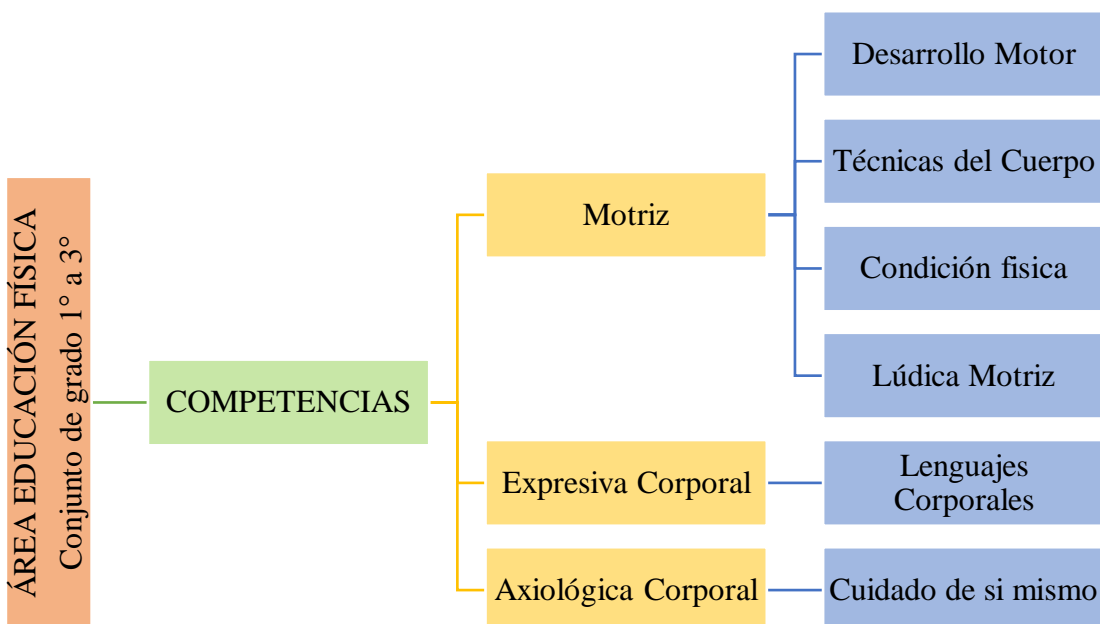 ÁREA EDUCACIÓN FÍSICA
Conjunto de grado 1° a 3°
COMPETENCIAS
Motriz
Desarrollo Motor
Técnicas del Cuerpo
Condición fisica
Lúdica Motriz
Expresiva Corporal
Lenguajes
Corporales
Axiológica Corporal
Cuidado de si mismo